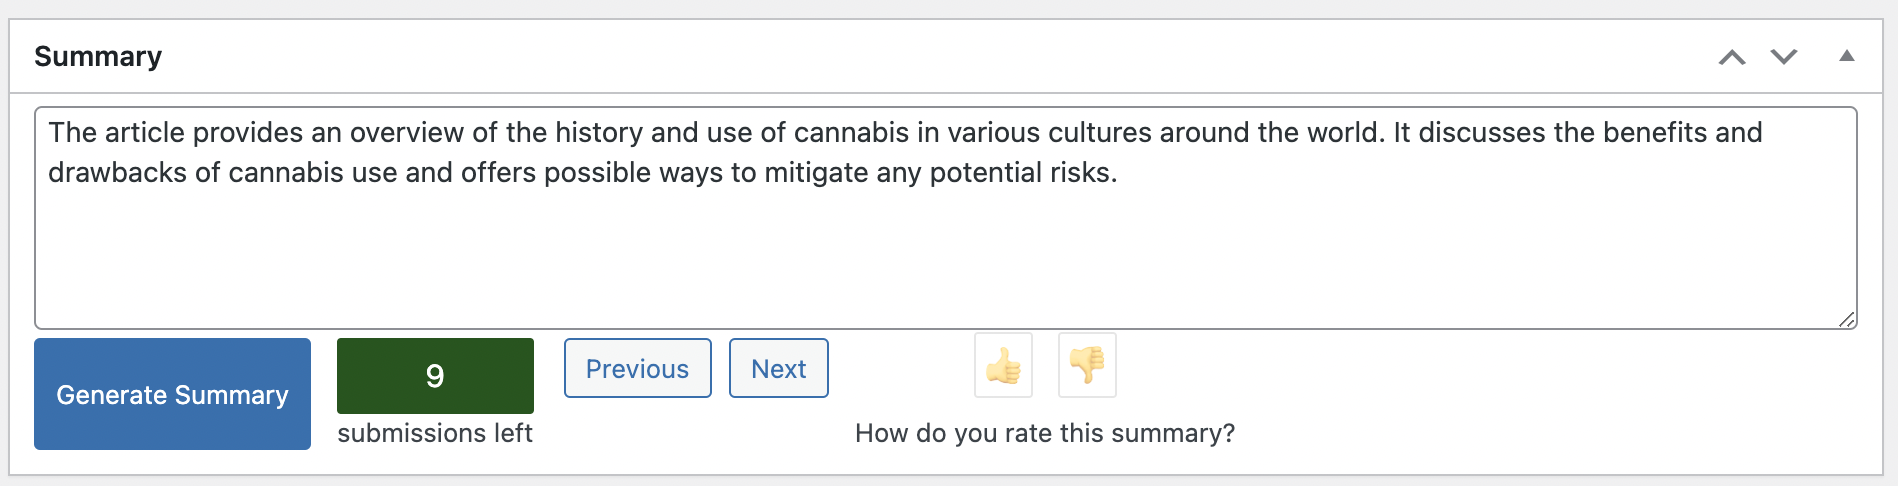 Summary
The article provides an overview of the history and use of cannabis in various cultures around the world. It discusses the benefits and
drawbacks of cannabis use and offers possible ways to mitigate any potential risks.
Generate Summary
9
submissions left
Previous
Next
How do you rate this summary?